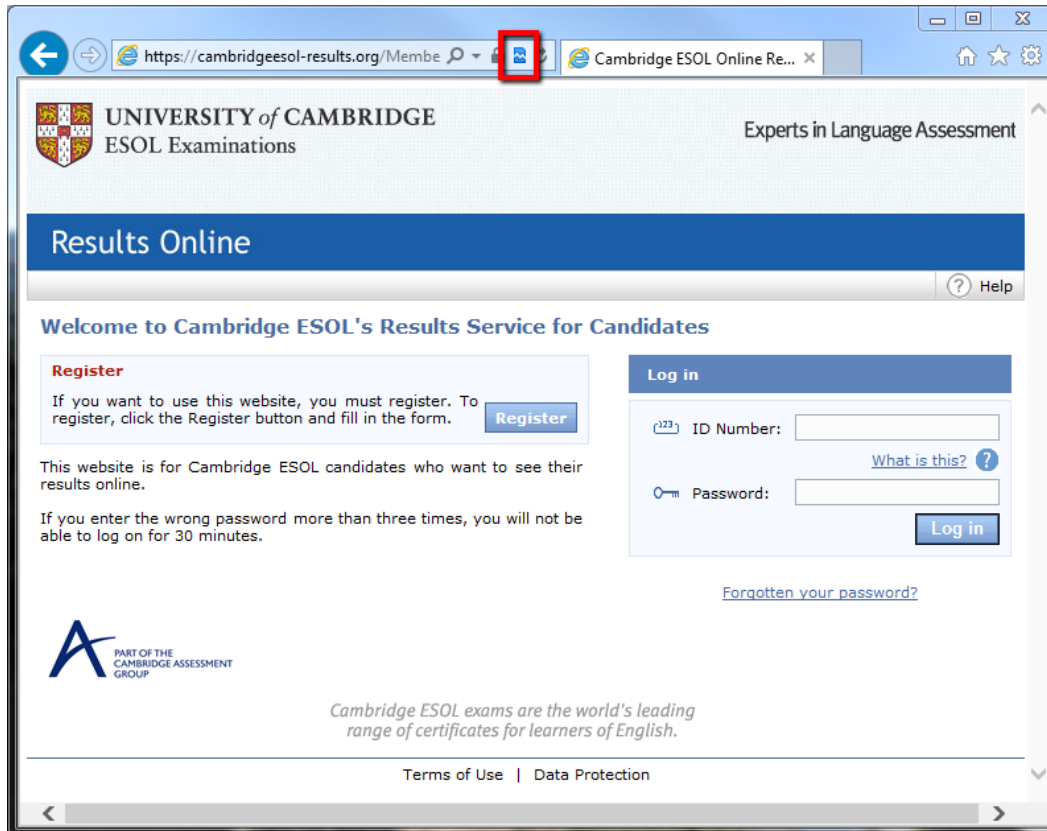 https://cambridgeesol-results.org/Membe
Cambridge ESOL Online Re...
UNIVERSITY of CAMBRIDGE
ESOL Examinations
Experts in Language Assessment
Results Online
? Help
Welcome to Cambridge ESOL's Results Service for Candidates
Register
If you want to use this website, you must register. To
register, click the Register button and fill in the form.
Register
This website is for Cambridge ESOL candidates who want to see their
results online.
If you enter the wrong password more than three times, you will not be
able to log on for 30 minutes.
Log in
123 ID Number:
What is this? ?
Password:
Log in
Forgotten your password?
PART OF THE
CAMBRIDGE ASSESSMENT
GROUP
Cambridge ESOL exams are the world's leading
range of certificates for learners of English.
Terms of Use | Data Protection